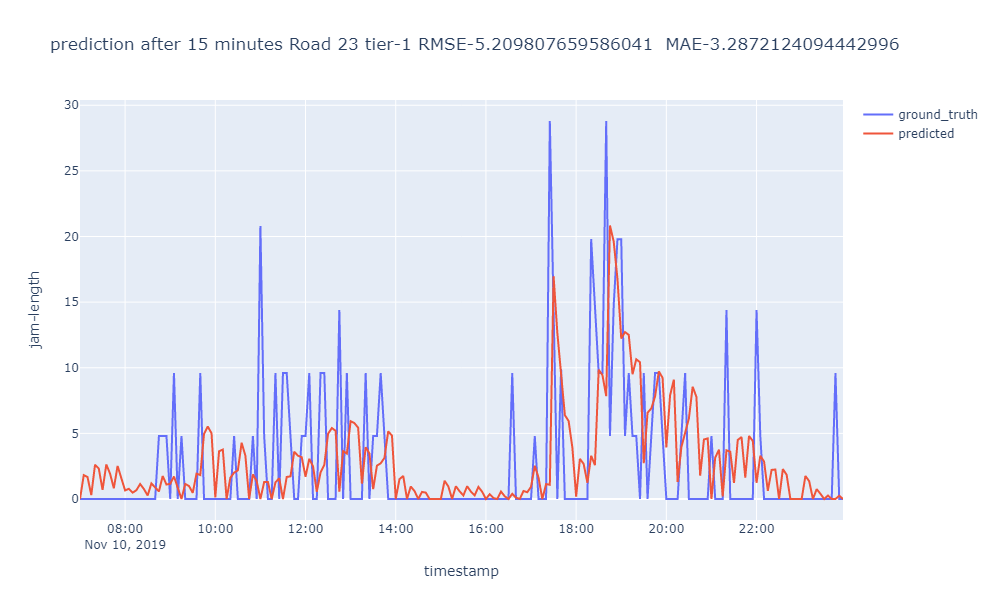 prediction after 15 minutes Road 23 tier-1 RMSE-5.209807659586041  MAE-3.2872124094442996
ground_truth
predicted
30
25
20
15
10
5
0
jam-length
08:00 10:00 12:00 14:00 16:00 18:00 20:00 22:00
Nov 10, 2019
timestamp